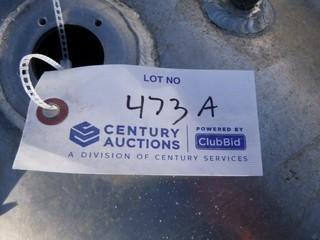 LOT NO
473A
CENTURY AUCTIONS
POWERED BY
ClubBid
A DIVISION OF CENTURY SERVICES